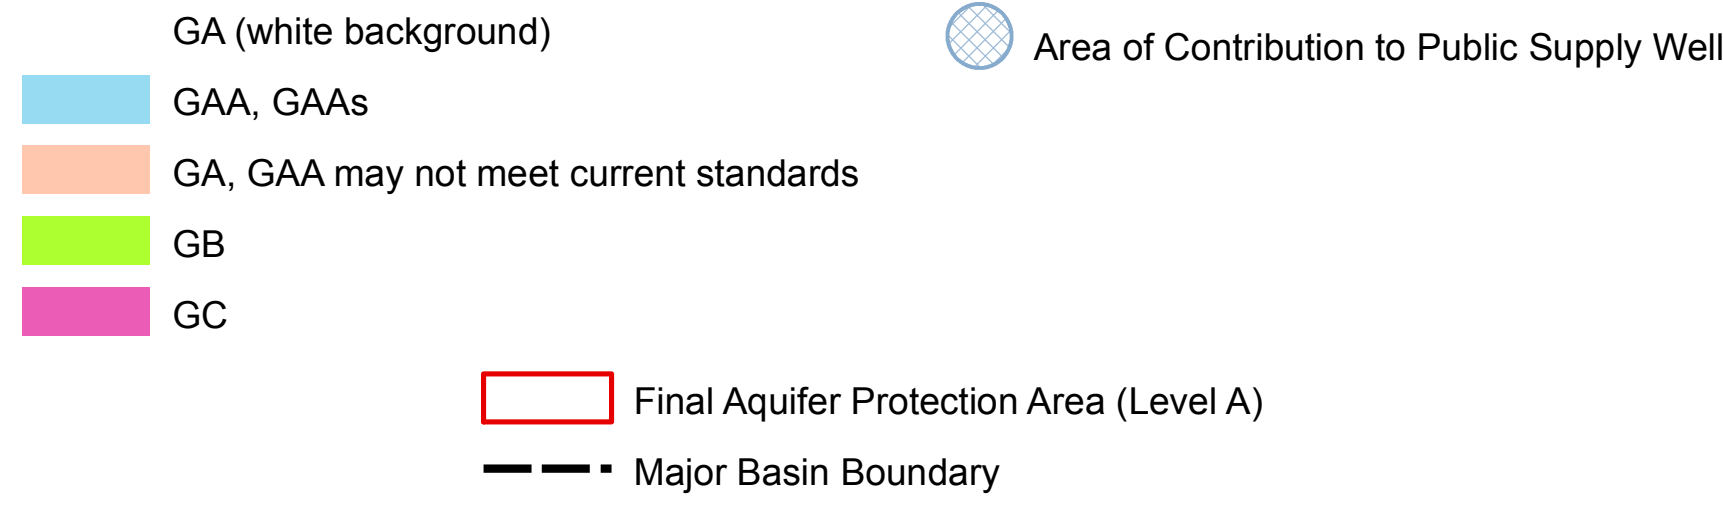 GA (white background)
Area of Contribution to Public Supply Well
GAA, GAAs
GA, GAA may not meet current standards
GB
GC
Final Aquifer Protection Area (Level A)
Major Basin Boundary